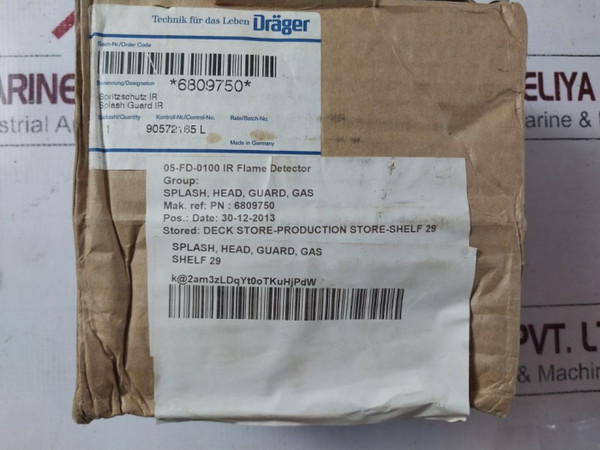 Technik für das Leben Dräger
Sach-Nr./Order Code
*6809750*
Benennung/Designation
Spritzschutz IR
Splash Guard IR
Stückzahl/Quantity Kontroll-Nr./Control-No. Rate/Batch-No.
1 90572165 L
Made in Germany
05-FD-0100 IR Flame Detector
Group:
SPLASH, HEAD, GUARD, GAS
Mak. ref: PN : 6809750
Pos.: Date: 30-12-2013
Stored: DECK STORE-PRODUCTION STORE-SHELF 29
SPLASH, HEAD, GUARD, GAS
SHELF 29
k@2am3zLDqYt0oTKuHjPdW
ARINE
ELIYA
arine &
PVT. LT
& Mach